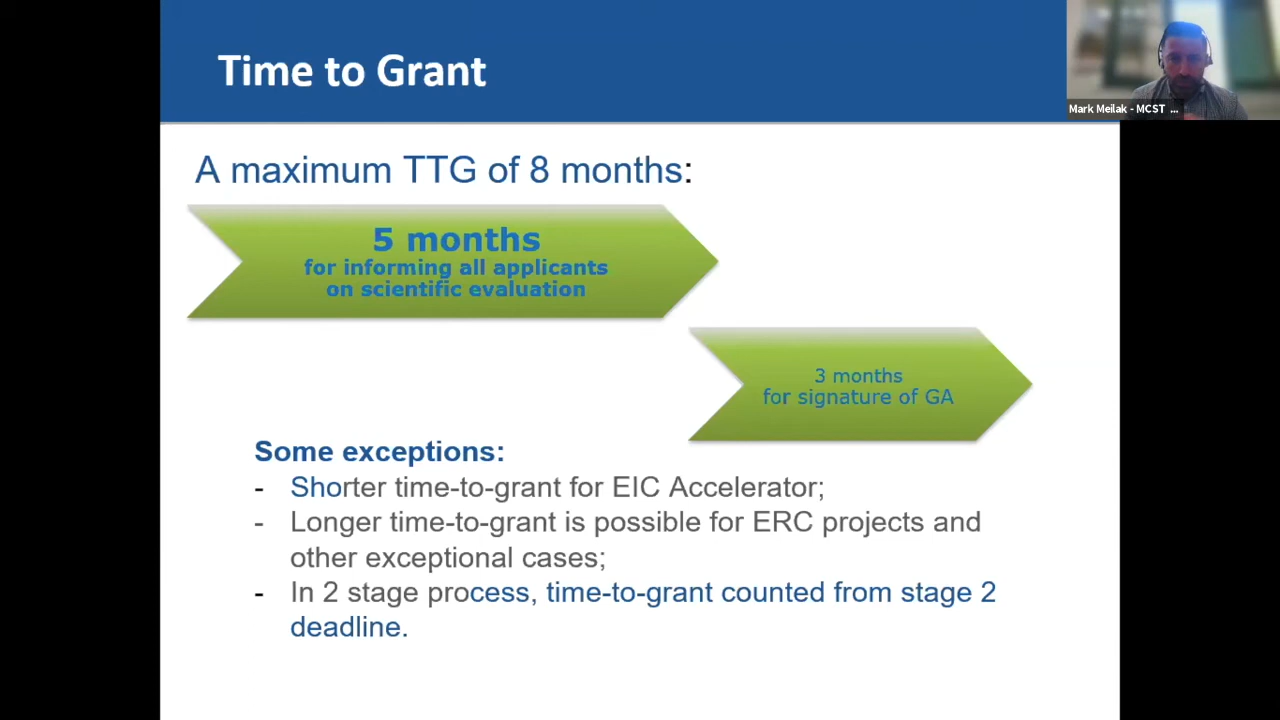 Time to Grant
Mark Meilak - MCST ...
A maximum TTG of 8 months:
5 months
for informing all applicants
on scientific evaluation
3 months
for signature of GA
Some exceptions:
- Shorter time-to-grant for EIC Accelerator;
- Longer time-to-grant is possible for ERC projects and
other exceptional cases;
- In 2 stage process, time-to-grant counted from stage 2
deadline.